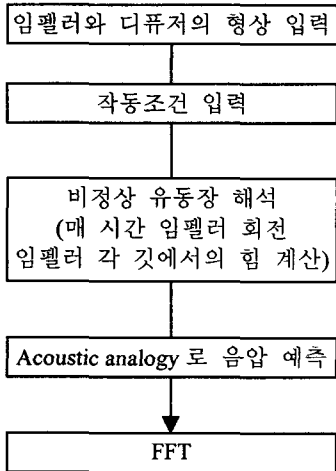 임펠러와 디퓨저의 형상 입력
작동조건 입력
비정상 유동장 해석
(매 시간 임펠러 회전
임펠러 각 깃에서의 힘 계산)
Acoustic analogy 로 음압 예측
FFT